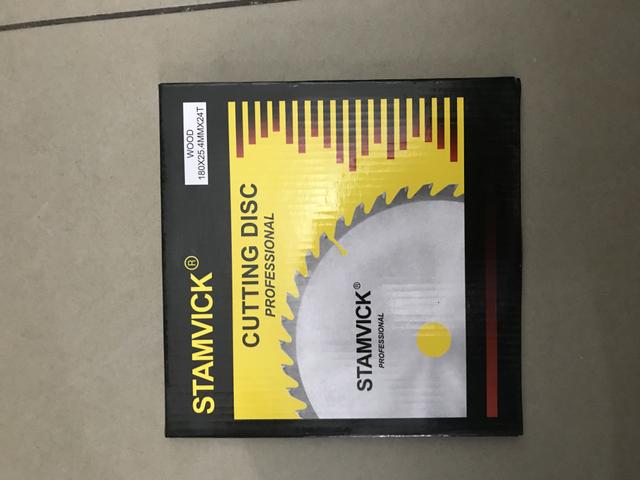 WOOD
180X25.4MMX24T
STAMVICK®
CUTTING DISC
PROFESSIONAL
STAMVICK®
PROFESSIONAL